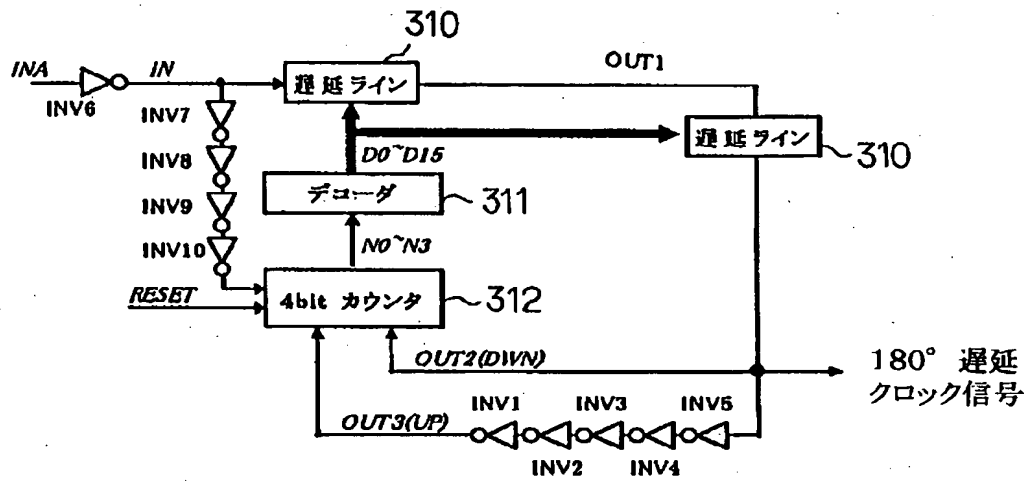 310
INA
IN
遅延ライン
OUT1
INV6
INV7
遅延ライン
310
INV8
D0~D15
デコーダ
311
INV9
INV10
N0~N3
RESET
4bit カウンタ
312
OUT2(DWN)
180° 遅延
クロック信号
OUT3(UP)
INV1
INV3
INV5
INV2
INV4